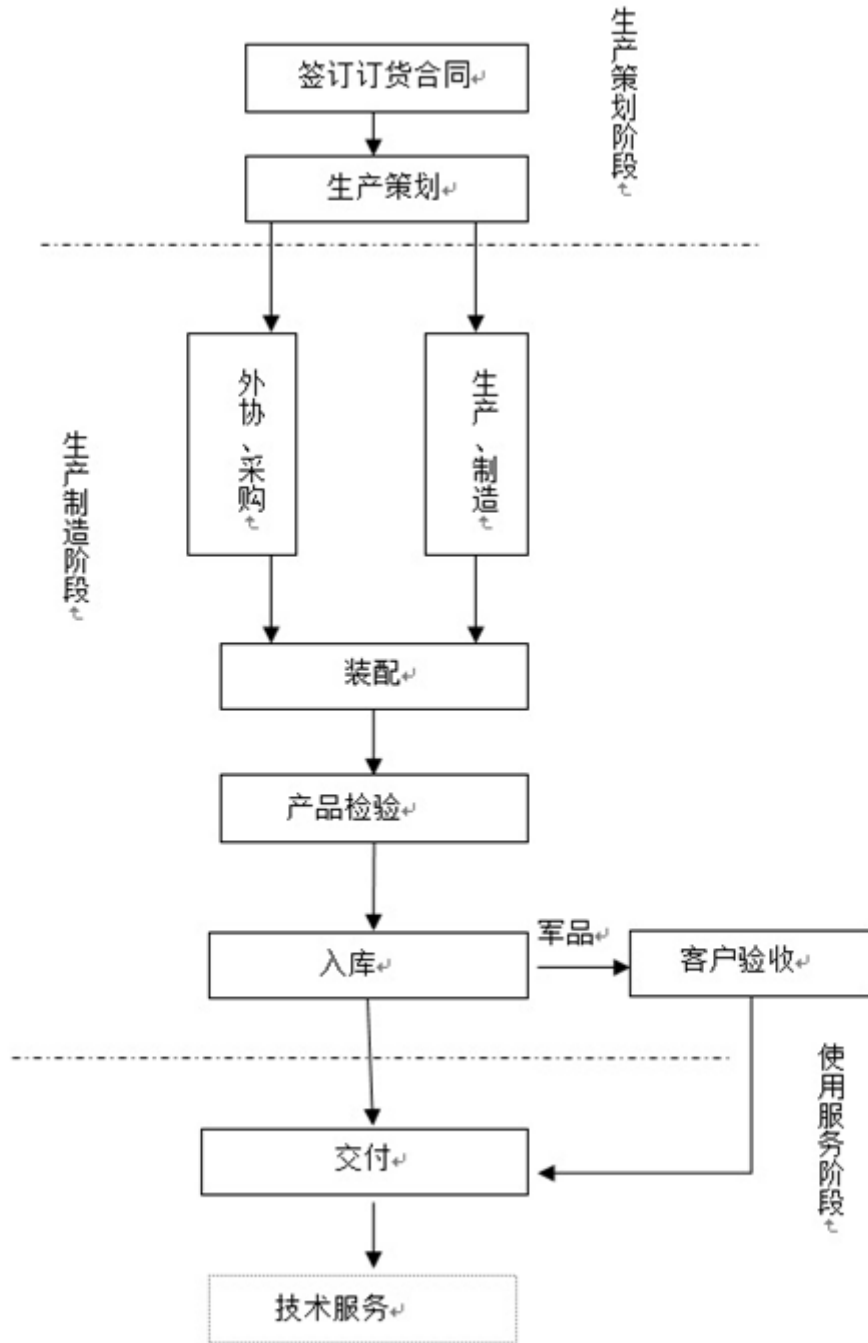 签订订货合同
生产策划阶段
生产策划
外协、采购
生产、制造
生产制造阶段
装配
产品检验
军品
入库
客户验收
使用服务阶段
交付
技术服务